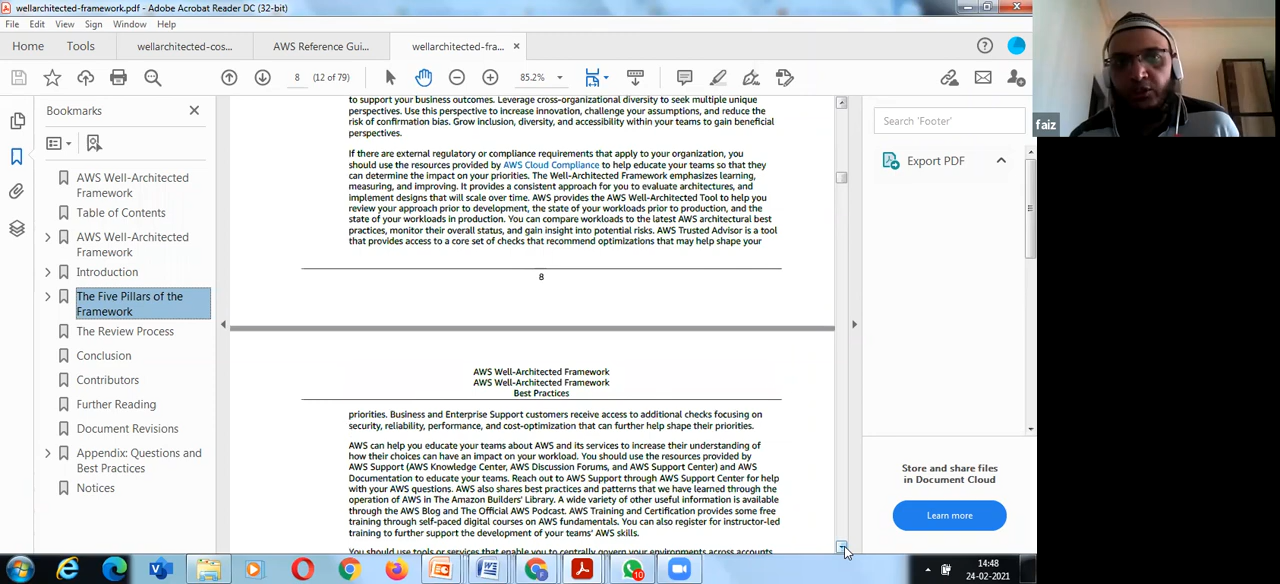 wellarchitected-framework.pdf - Adobe Acrobat Reader DC (32-bit)
File Edit View Sign Window Help
Home Tools wellarchitected-cos... AWS Reference Gui... wellarchitected-fra... ×
8 (12 of 79) 85.2%
Bookmarks
AWS Well-Architected
Framework
Table of Contents
AWS Well-Architected
Framework
Introduction
The Five Pillars of the
Framework
The Review Process
Conclusion
Contributors
Further Reading
Document Revisions
Appendix: Questions and
Best Practices
Notices
to support your business outcomes. Leverage cross-organizational diversity to seek multiple unique
perspectives. Use this perspective to increase innovation, challenge your assumptions, and reduce the
risk of confirmation bias. Grow inclusion, diversity, and accessibility within your teams to gain beneficial
perspectives.
If there are external regulatory or compliance requirements that apply to your organization, you
should use the resources provided by AWS Cloud Compliance to help educate your teams so that they
can determine the impact on your priorities. The Well-Architected Framework emphasizes learning,
measuring, and improving. It provides a consistent approach for you to evaluate architectures, and
implement designs that will scale over time. AWS provides the AWS Well-Architected Tool to help you
review your approach prior to development, the state of your workloads prior to production, and the
state of your workloads in production. You can compare workloads to the latest AWS architectural best
practices, monitor their overall status, and gain insight into potential risks. AWS Trusted Advisor is a tool
that provides access to a core set of checks that recommend optimizations that may help shape your
8
AWS Well-Architected Framework
AWS Well-Architected Framework
Best Practices
priorities. Business and Enterprise Support customers receive access to additional checks focusing on
security, reliability, performance, and cost-optimization that can further help shape their priorities.
AWS can help you educate your teams about AWS and its services to increase their understanding of
how their choices can have an impact on your workload. You should use the resources provided by
AWS Support (AWS Knowledge Center, AWS Discussion Forums, and AWS Support Center) and AWS
Documentation to educate your teams. Reach out to AWS Support through AWS Support Center for help
with your AWS questions. AWS also shares best practices and patterns that we have learned through the
operation of AWS in The Amazon Builders' Library. A wide variety of other useful information is available
through the AWS Blog and The Official AWS Podcast. AWS Training and Certification provides some free
training through self-paced digital courses on AWS fundamentals. You can also register for instructor-led
training to further support the development of your teams' AWS skills.
You should use tools or services that enable you to centrally govern your environments across accounts
Search 'Footer'
Export PDF
Store and share files
in Document Cloud
Learn more
faiz
10
14:48
24-02-2021